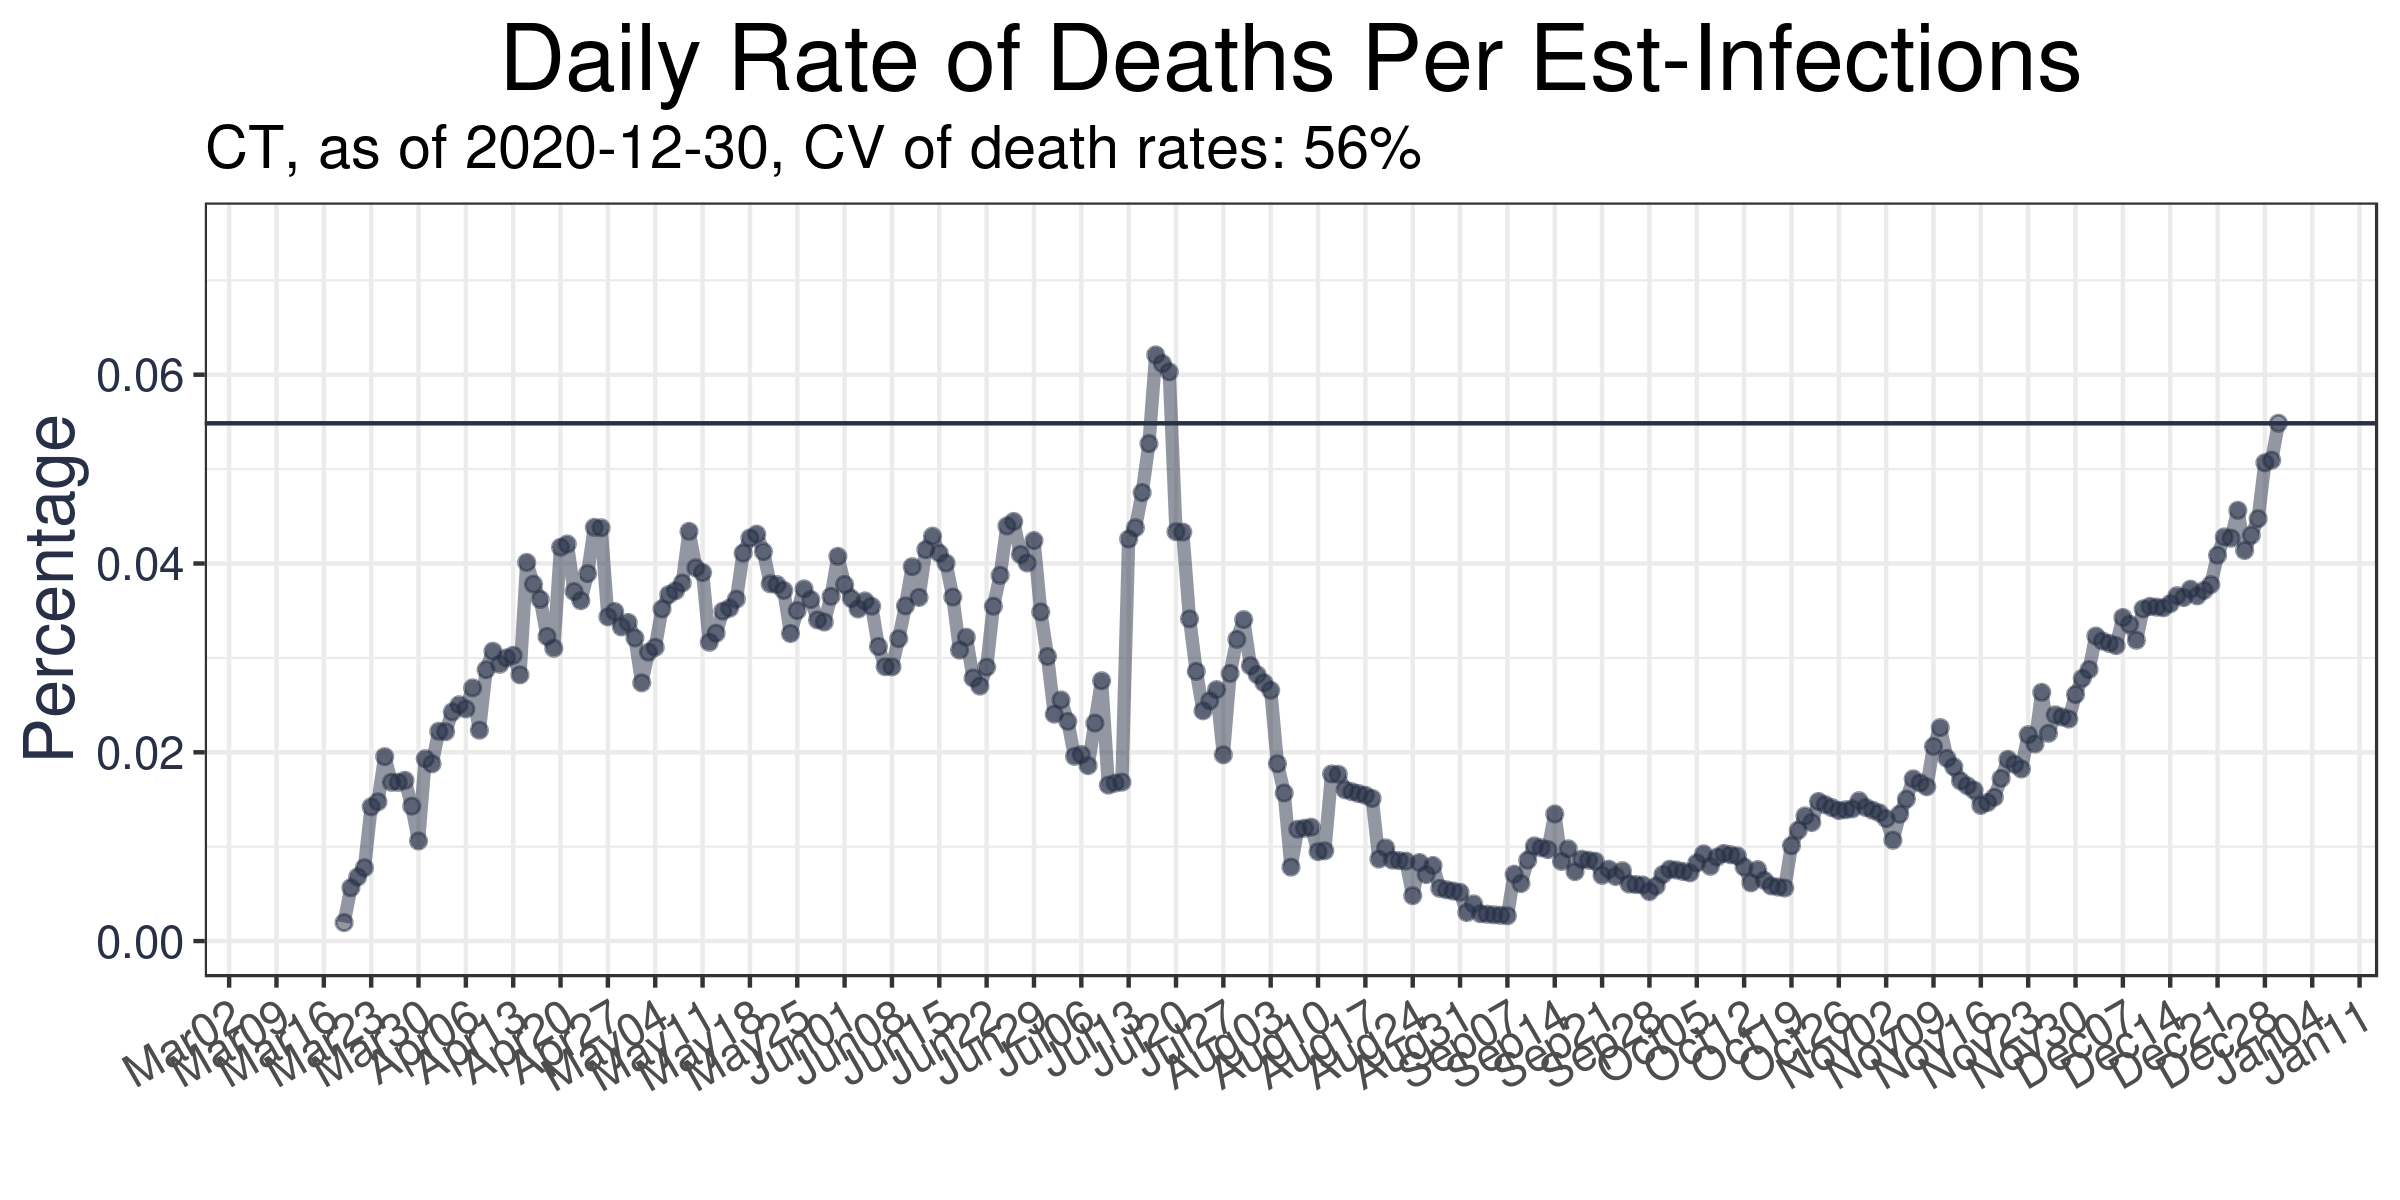 Daily Rate of Deaths Per Est-Infections
CT, as of 2020-12-30, CV of death rates: 56%
Percentage
0.06
0.04
0.02
0.00
Mar02
Mar09
Mar16
Mar23
Mar30
Apr06
Apr13
Apr20
Apr27
May04
May11
May18
May25
Jun01
Jun08
Jun15
Jun22
Jun29
Jul06
Jul13
Jul20
Jul27
Aug03
Aug10
Aug17
Aug24
Aug31
Sep07
Sep14
Sep21
Sep28
Oct05
Oct12
Oct19
Oct26
Nov02
Nov09
Nov16
Nov23
Nov30
Dec07
Dec14
Dec21
Dec28
Jan04
Jan11